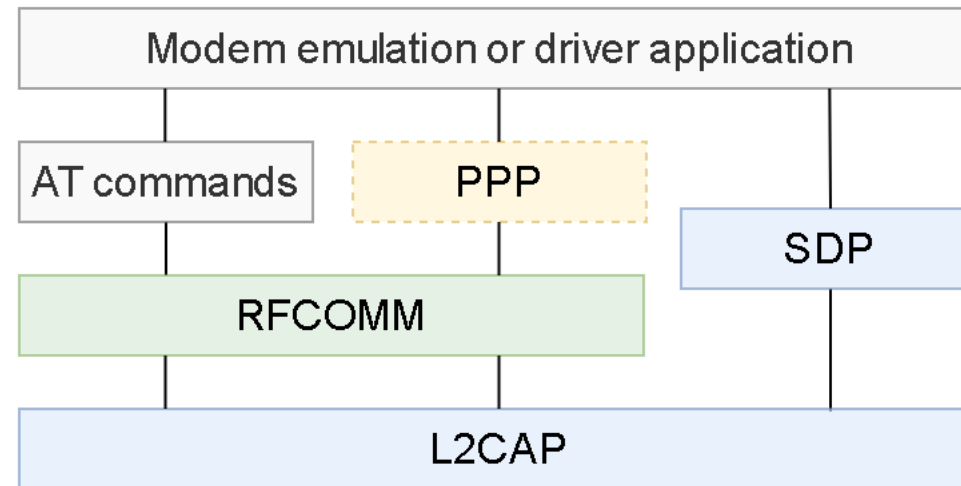 Modem emulation or driver application
AT commands
PPP
SDP
RFCOMM
L2CAP